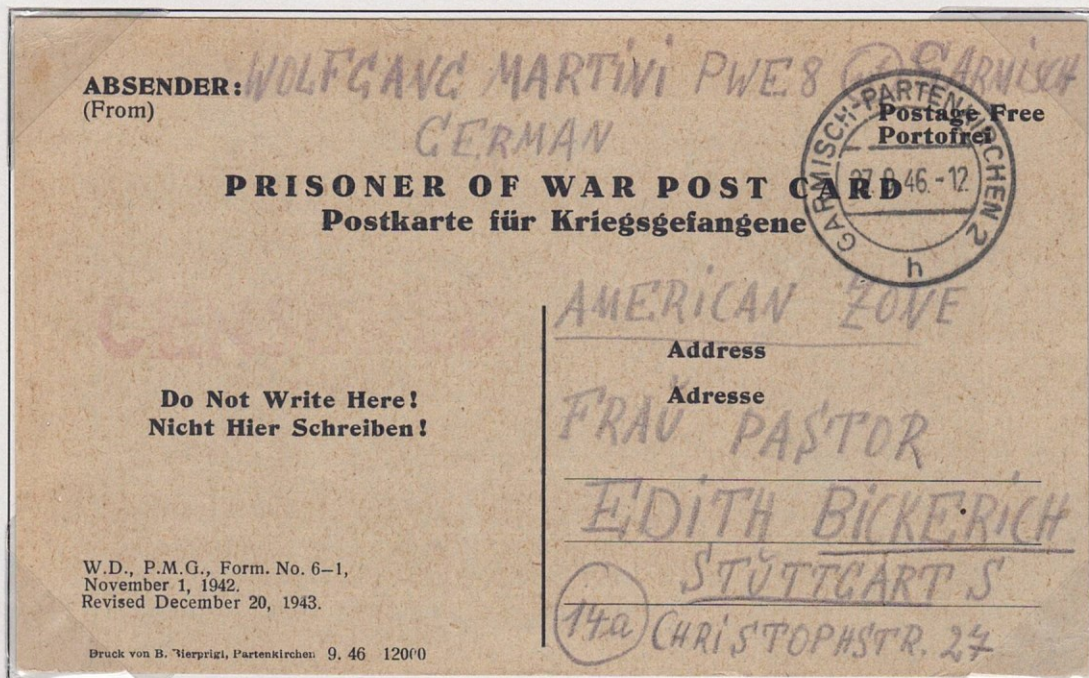 ABSENDER: WOLFGANG MARTINI PWE 8 GARMISCH
(From)
GERMAN
Postage Free
Portofrei
GARMISCH-PARTENKIRCHEN 2
46.-12
h
PRISONER OF WAR POST CARD
Postkarte für Kriegsgefangene
AMERICAN ZONE
Address
Adresse
Do Not Write Here!
Nicht Hier Schreiben!
FRAU PASTOR
EDITH BICKERICH
STUTTGART S
14a CHRISTOPHSTR. 27
W.D., P.M.G., Form. No. 6–1,
November 1, 1942.
Revised December 20, 1943.
Druck von B. Partenkirchen 9. 46 12000